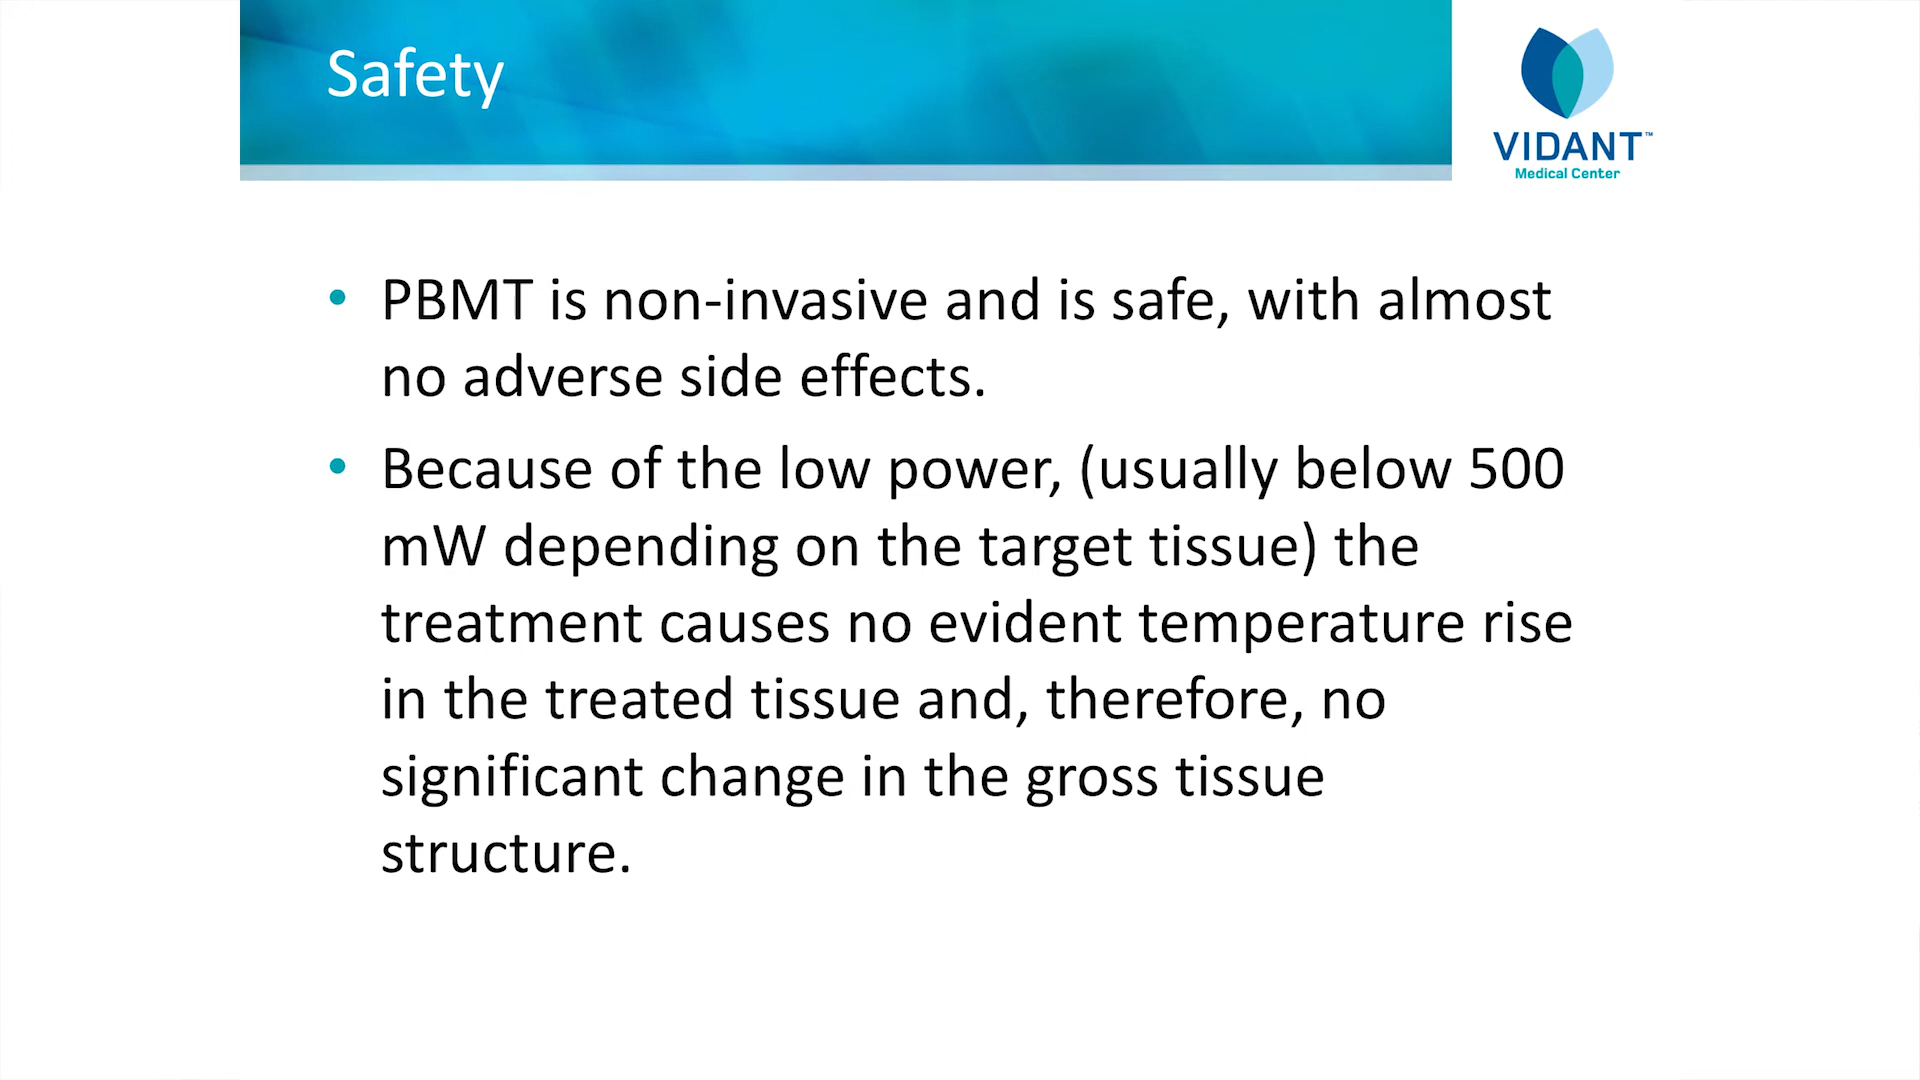 Safety
VIDANT™
Medical Center
• PBMT is non-invasive and is safe, with almost
no adverse side effects.
• Because of the low power, (usually below 500
mW depending on the target tissue) the
treatment causes no evident temperature rise
in the treated tissue and, therefore, no
significant change in the gross tissue
structure.